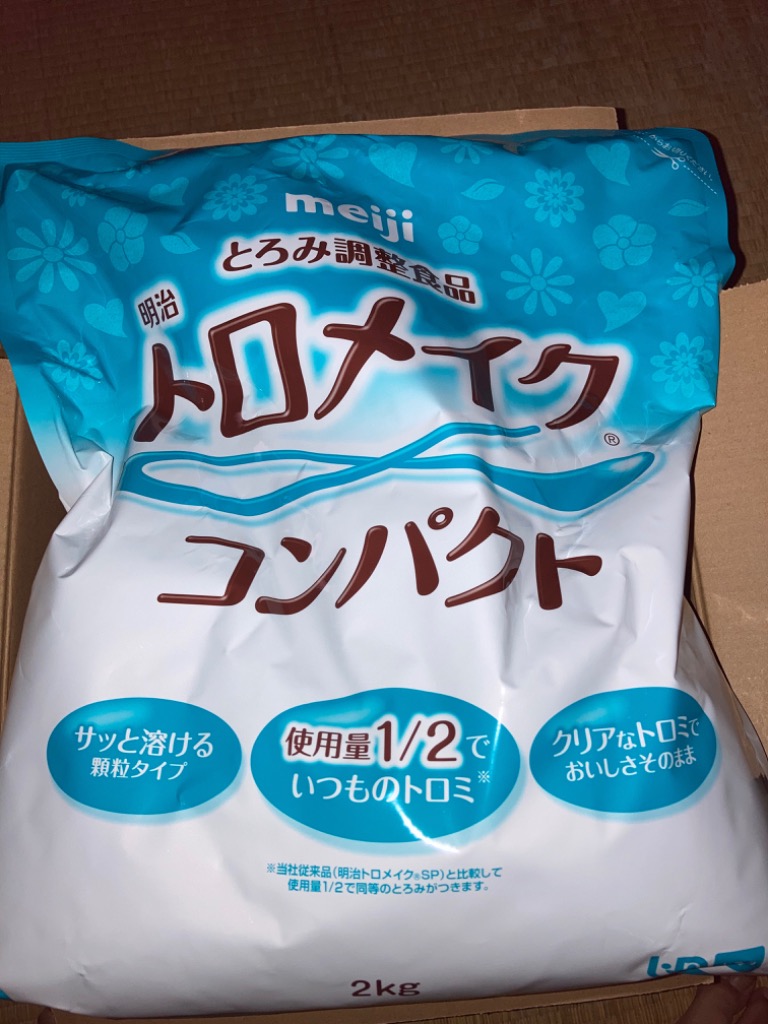 meiji
とろみ調整食品
明治
トロメイク®
コンパクト
サッと溶ける
顆粒タイプ
使用量1/2で
いつものトロミ※
クリアなトロミで
おいしさそのまま
※当社従来品(明治トロメイク®SP)と比較して
使用量1/2で同等のとろみがつきます。
2kg